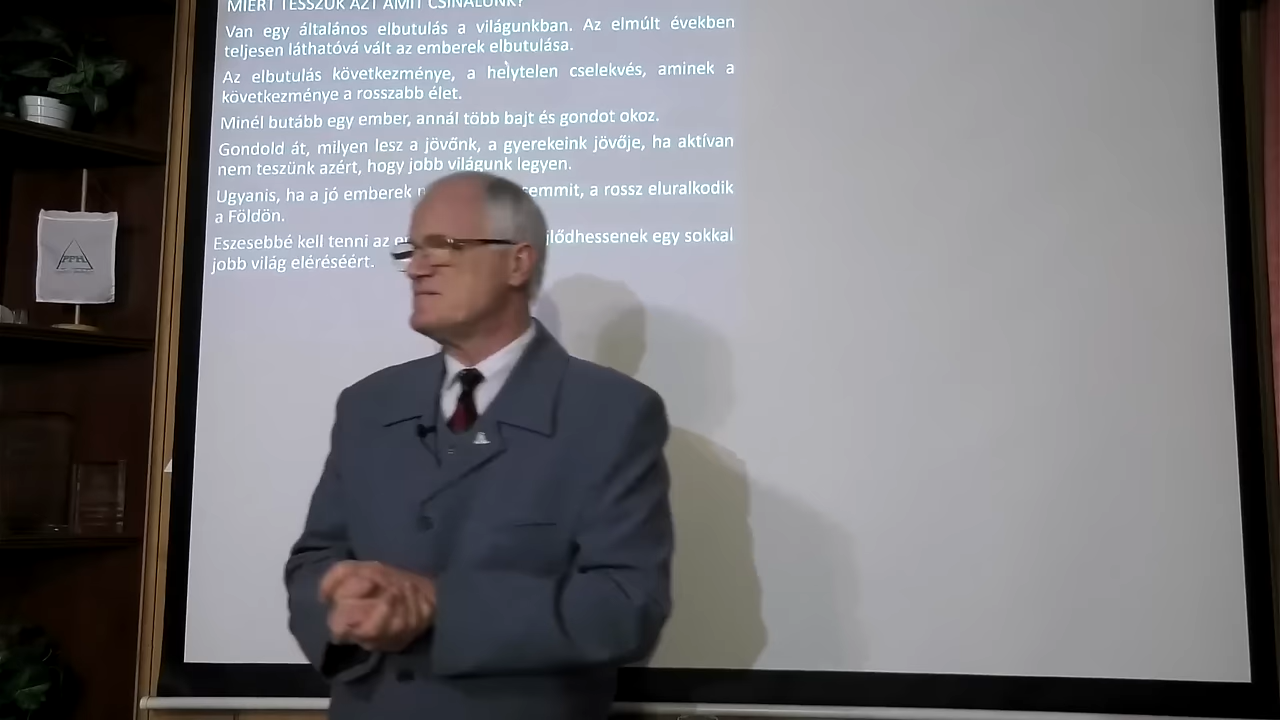 MIÉRT TESSZÜK AZT AMIT CSINÁLUNK?
Van egy általános elbutulás a világunkban. Az elmúlt években
teljesen láthatóvá vált az emberek elbutulása.
Az elbutulás következménye, a helytelen cselekvés, aminek a
következménye a rosszabb élet.
Minél butább egy ember, annál több bajt és gondot okoz.
Gondold át, milyen lesz a jövőnk, a gyerekeink jövője, ha aktívan
nem teszünk azért, hogy jobb világunk legyen.
Ugyanis, ha a jó emberek semmit, a rossz eluralkodik
a Földön.
Eszesebbé kell tenni az jlődhessenek egy sokkal
jobb világ eléréséért.